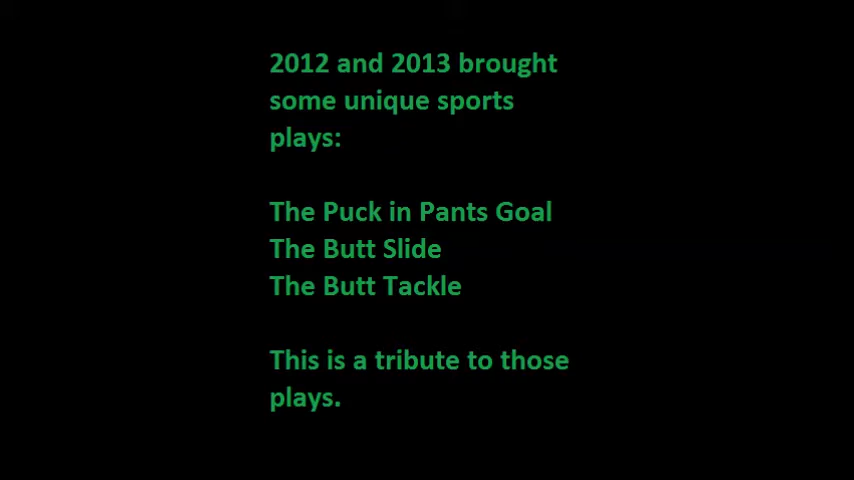 2012 and 2013 brought
some unique sports
plays:
The Puck in Pants Goal
The Butt Slide
The Butt Tackle
This is a tribute to those
plays.